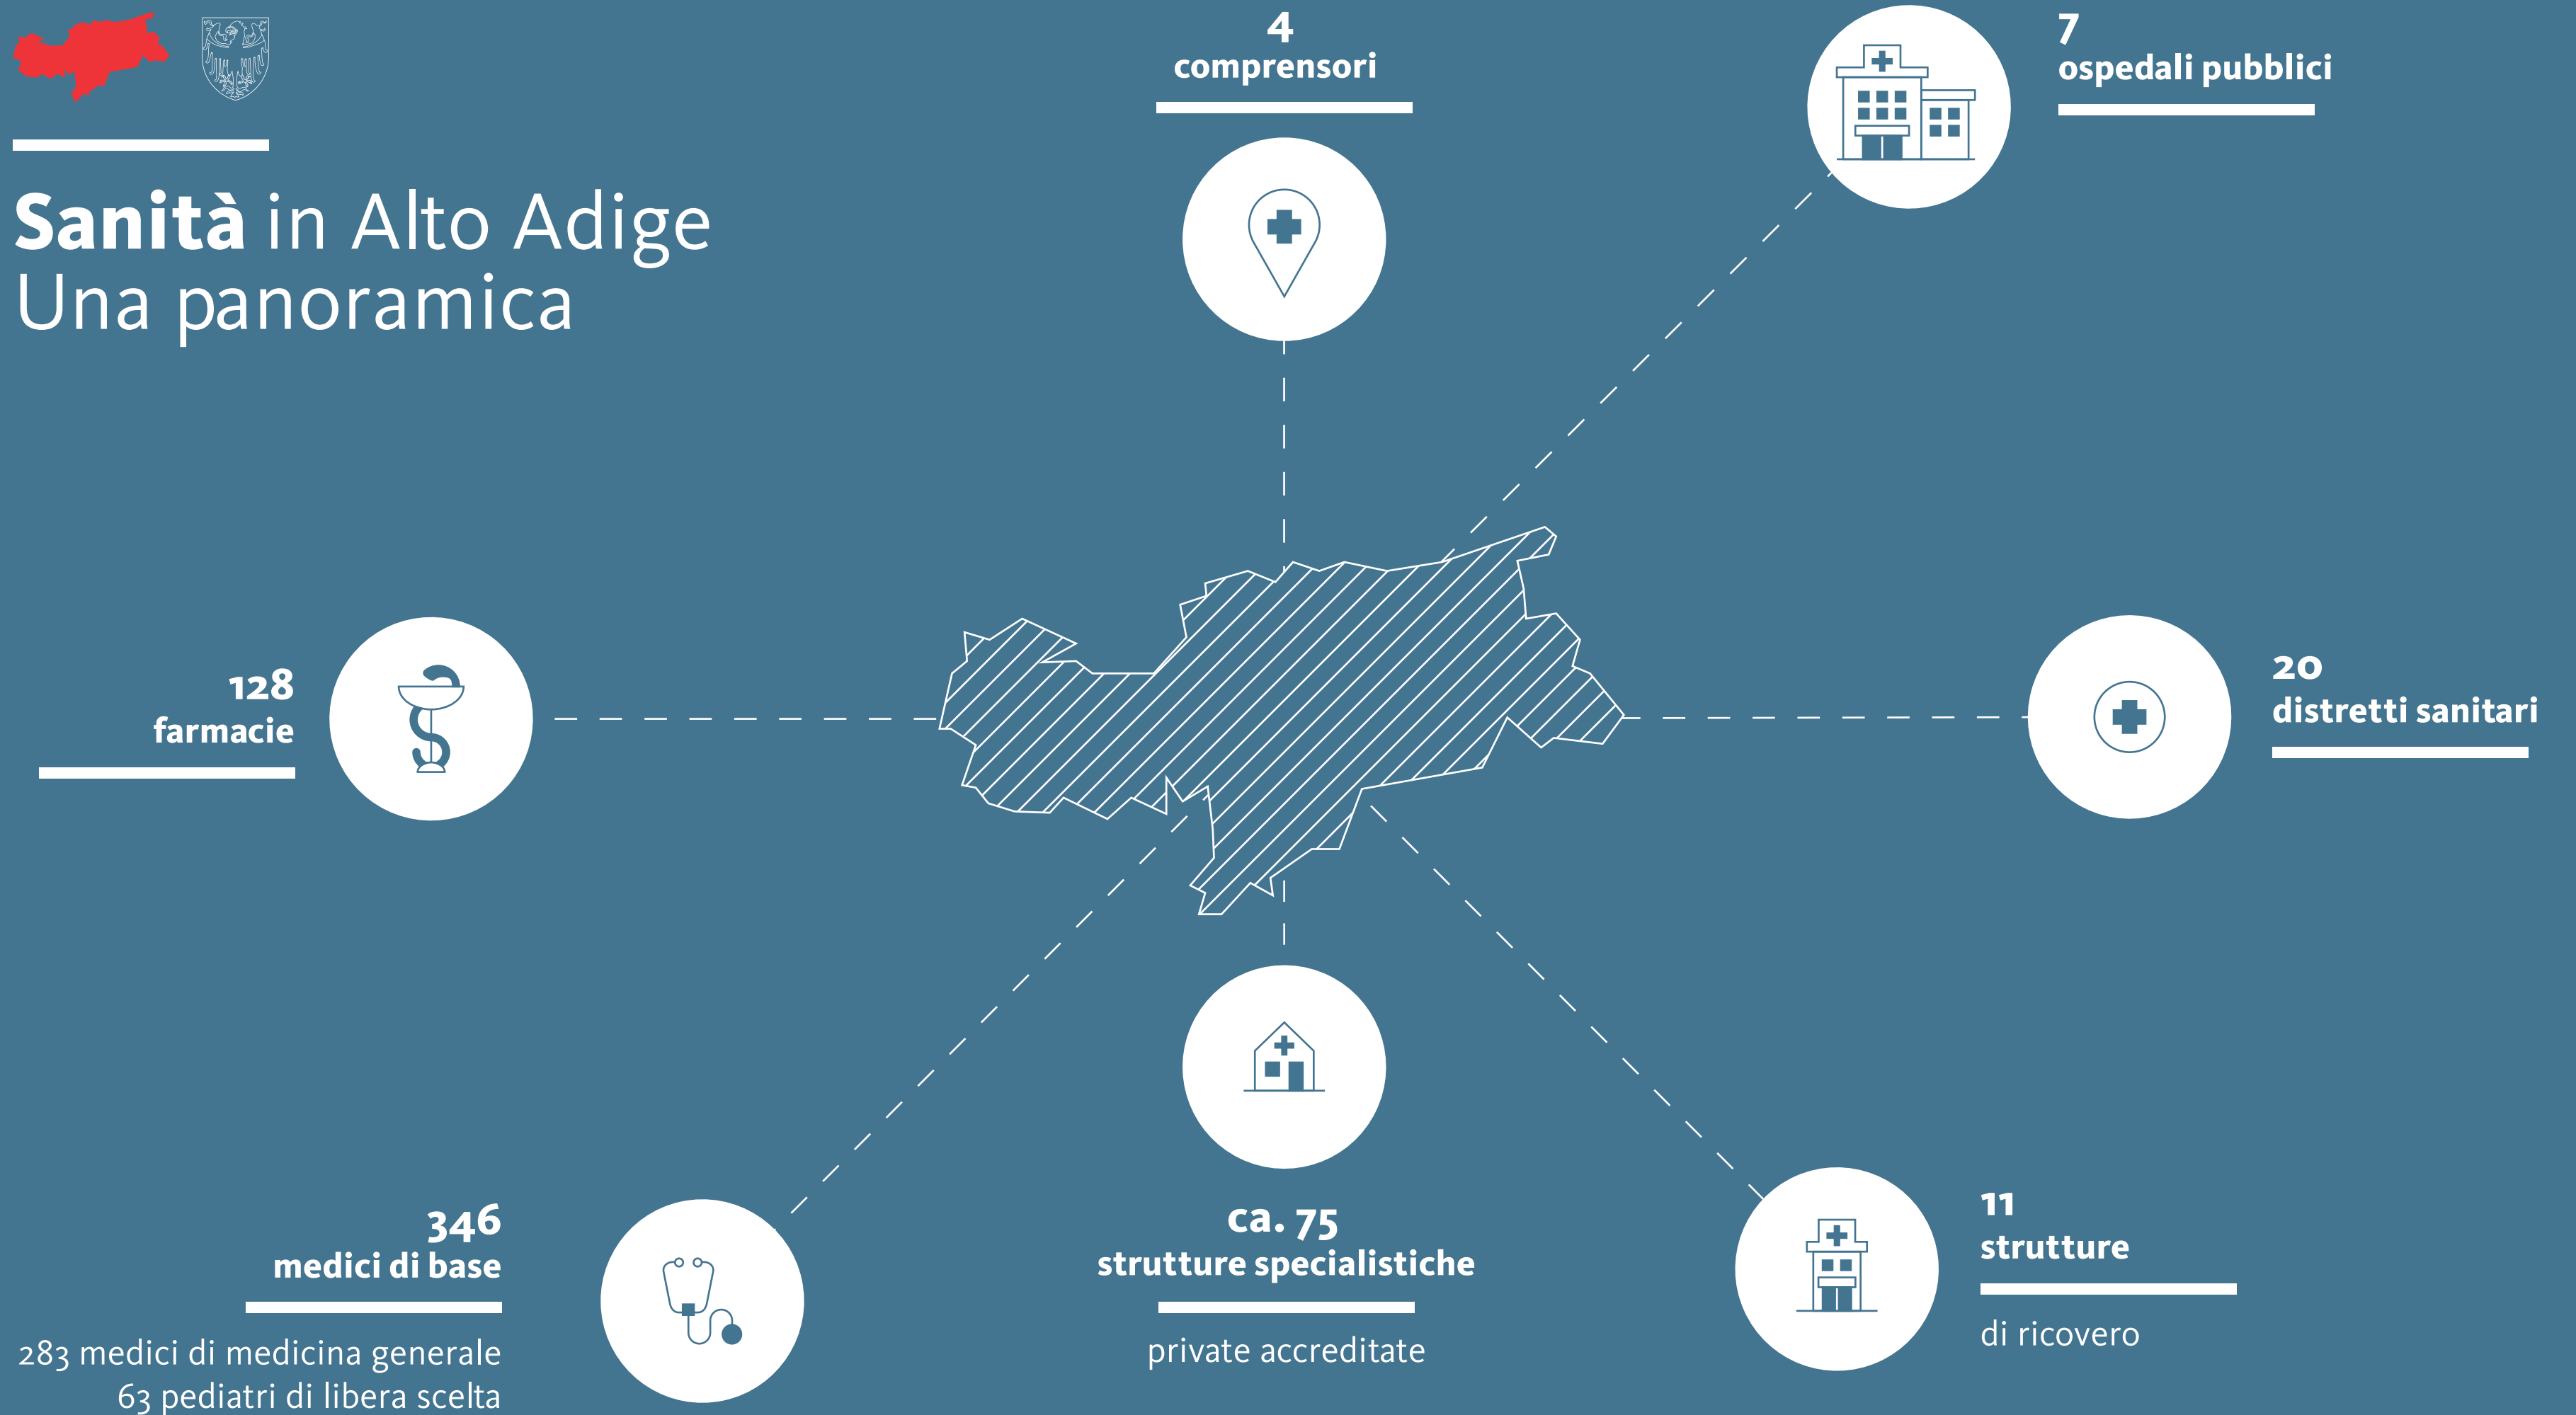 Sanità in Alto Adige
Una panoramica
4
comprensori
7
ospedali pubblici
128
farmacie
20
distretti sanitari
346
medici di base
283 medici di medicina generale
63 pediatri di libera scelta
ca. 75
strutture specialistiche
private accreditate
11
strutture
di ricovero